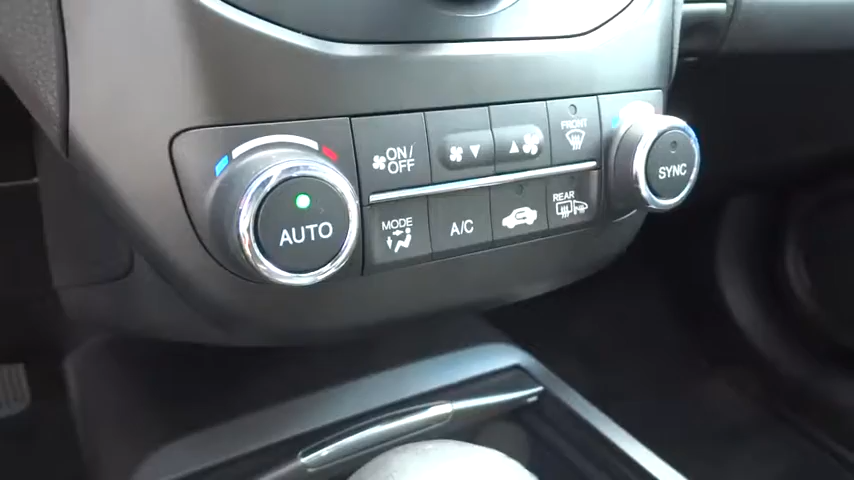 AUTO
ON/
OFF
FRONT
MODE
A/C
REAR
SYNC